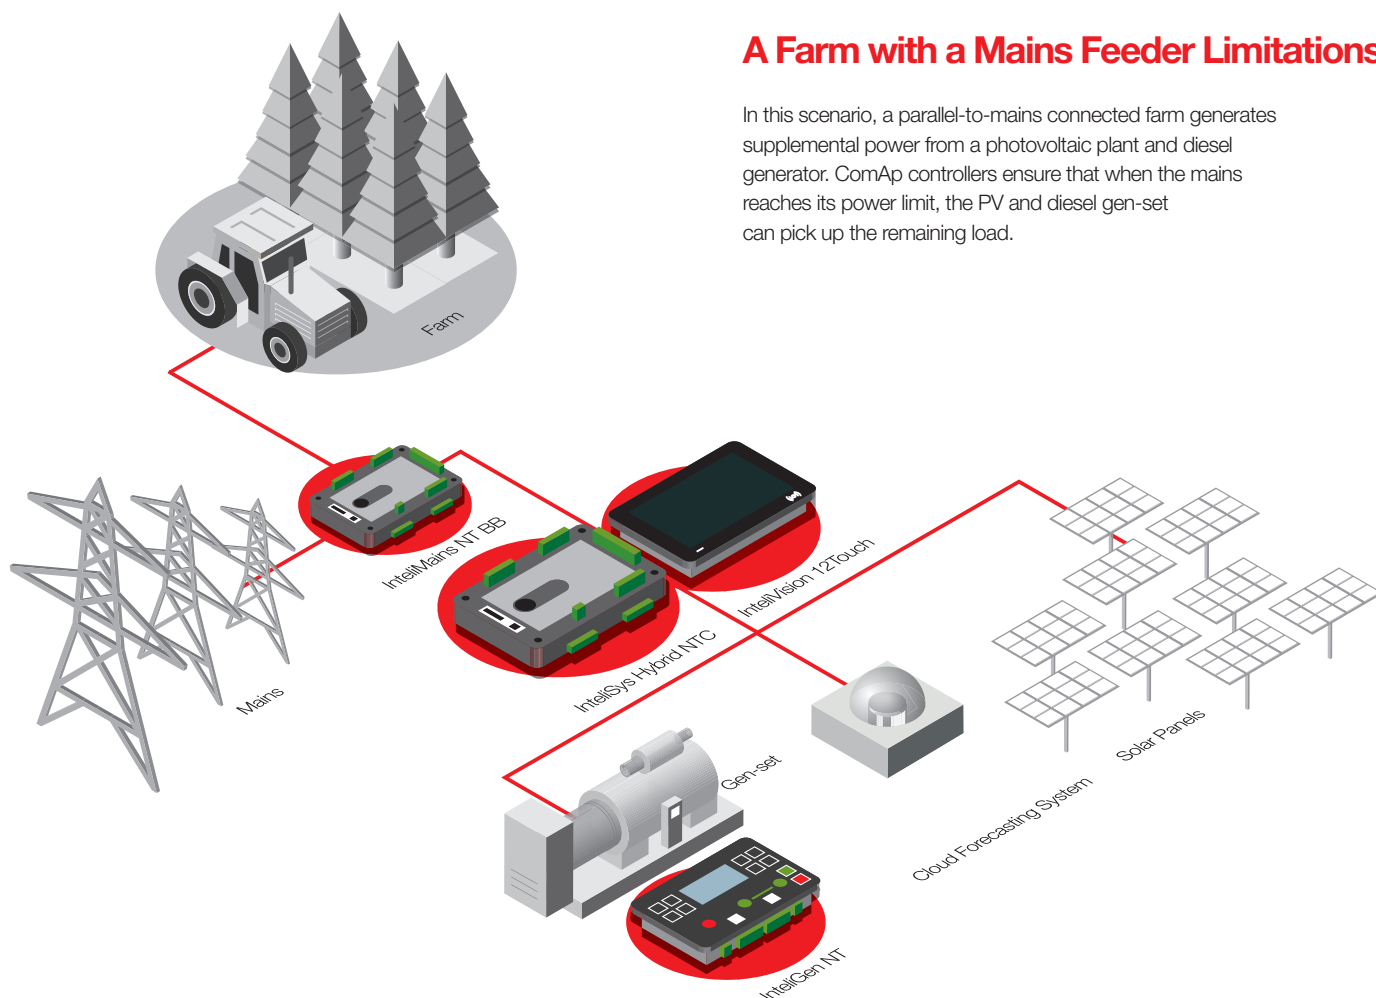 A Farm with a Mains Feeder Limitations
In this scenario, a parallel-to-mains connected farm generates
supplemental power from a photovoltaic plant and diesel
generator. ComAp controllers ensure that when the mains
reaches its power limit, the PV and diesel gen-set
can pick up the remaining load.
Farm
InteliMains NT BB
InteliVision 12Touch
InteliSys Hybrid NTC
Mains
Solar Panels
Gen-set
Cloud Forecasting System
InteliGen NT